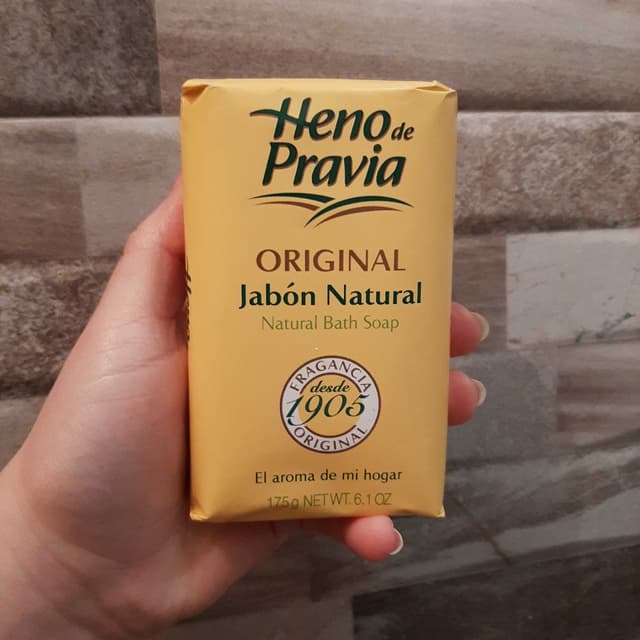 Heno de
Pravia
ORIGINAL
Jabón Natural
Natural Bath Soap
FRAGANCIA
desde
1905
ORIGINAL
El aroma de mi hogar
175g NET WT. 6.1 OZ